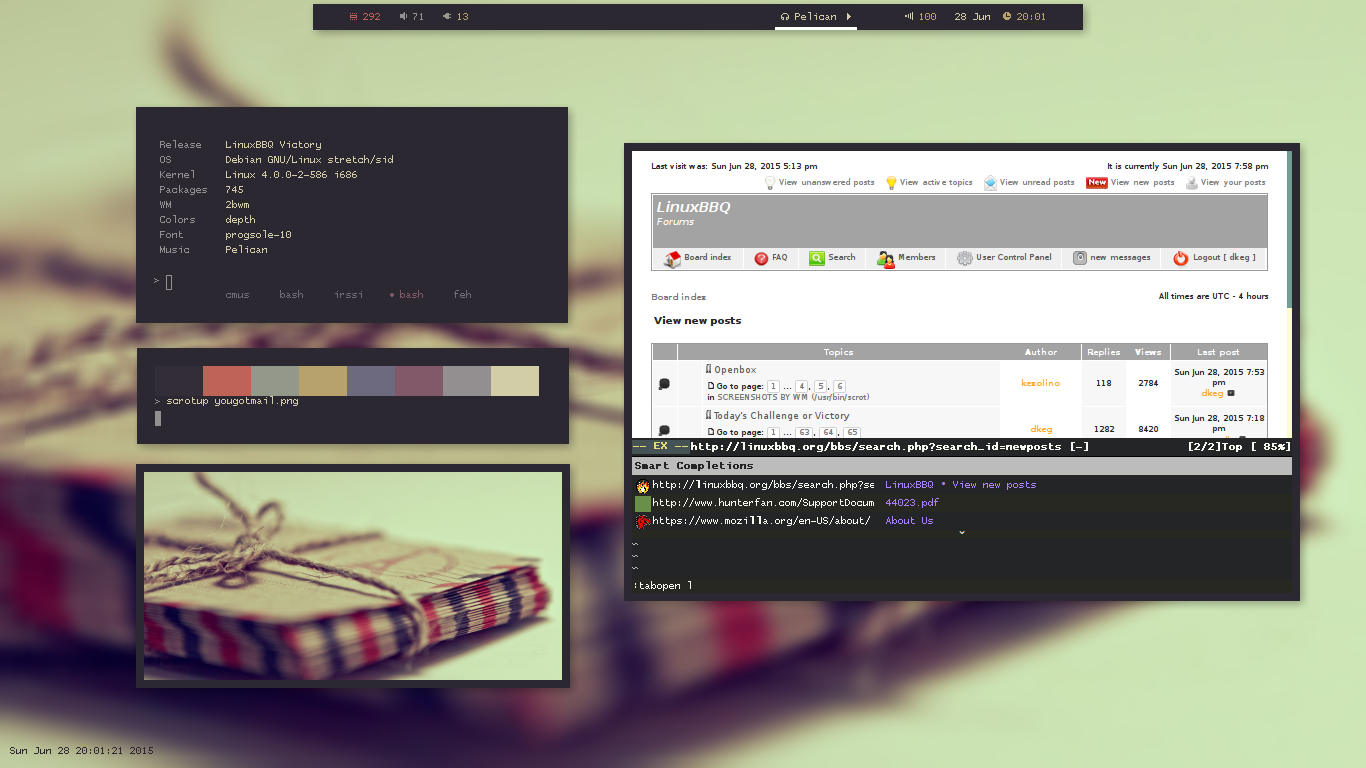 292 71 13 Pelican 100 28 Jun 20:01
Release LinuxBBQ Victory
OS Debian GNU/Linux stretch/sid
Kernel Linux 4.0.0-2-586 i686
Packages 745
WM 2bwm
Colors depth
Font progsole-10
Music Pelican
>
cmus bash irssi • bash feh
> scrotup yougotmail.png
Last visit was: Sun Jun 28, 2015 5:13 pm It is currently Sun Jun 28, 2015 7:58 pm
View unanswered posts View active topics View unread posts New View new posts View your posts
LinuxBBQ
Forums
Board index FAQ Search Members User Control Panel new messages Logout [ dkeg ]
Board index All times are UTC - 4 hours
View new posts
Topics Author Replies Views Last post
Openbox
Go to page: 1 ... 4, 5, 6
in SCREENSHOTS BY WM (/usr/bin/scrot)
kezolino 118 2784 Sun Jun 28, 2015 7:53 pm
dkeg
Today's Challenge or Victory
Go to page: 1 ... 63, 64, 65
dkeg 1282 8420 Sun Jun 28, 2015 7:18 pm
-- EX -- http://linuxbbq.org/bbs/search.php?search_id=newposts [-] [2/2]Top [ 85%]
Smart Completions
http://linuxbbq.org/bbs/search.php?se LinuxBBQ • View new posts
http://www.hunterfan.com/SupportDocum 44023.pdf
https://www.mozilla.org/en-US/about/ About Us
~
~
~
:tabopen l
Sun Jun 28 20:01:21 2015